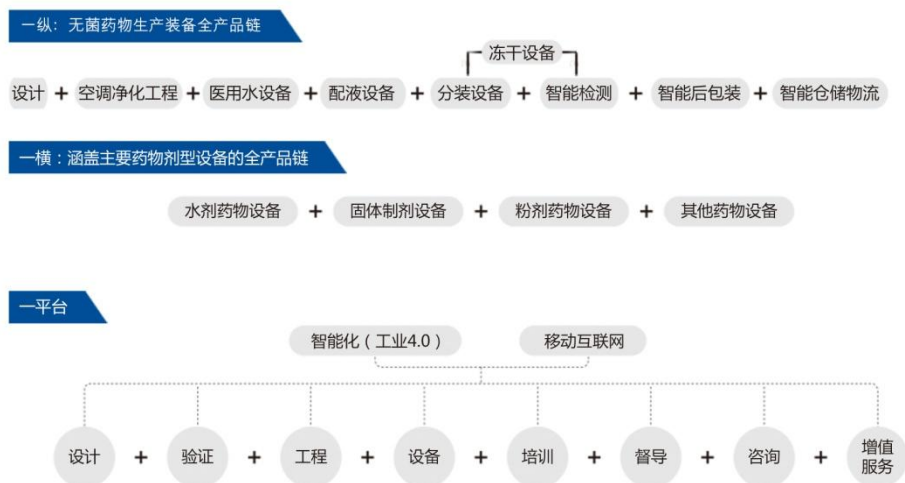 一纵：无菌药物生产装备全产品链
冻干设备
设计 + 空调净化工程 + 医用水设备 + 配液设备 + 分装设备 + 智能检测 + 智能后包装 + 智能仓储物流
一横：涵盖主要药物剂型设备的全产品链
水剂药物设备 + 固体制剂设备 + 粉剂药物设备 + 其他药物设备
一平台
智能化（工业4.0） 移动互联网
设计 + 验证 + 工程 + 设备 + 培训 + 督导 + 咨询 + 增值
服务